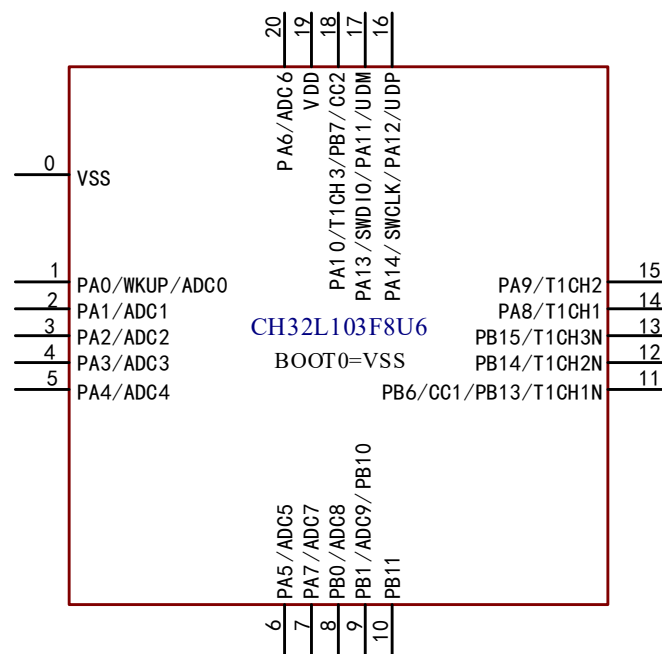 20
19
18
17
16
PA6/ADC6
VDD
PA10/T1CH3/PB7/CC2
PA13/SWDIO/PA11/UDM
PA14/SWCLK/PA12/UDP
0
VSS
1
PA0/WKUP/ADC0
2
PA1/ADC1
3
PA2/ADC2
4
PA3/ADC3
5
PA4/ADC4
CH32L103F8U6
BOOT0=VSS
PA9/T1CH2
15
PA8/T1CH1
14
PB15/T1CH3N
13
PB14/T1CH2N
12
PB6/CC1/PB13/T1CH1N
11
PA5/ADC5
PA7/ADC7
PB0/ADC8
PB1/ADC9/PB10
PB11
6
7
8
9
10